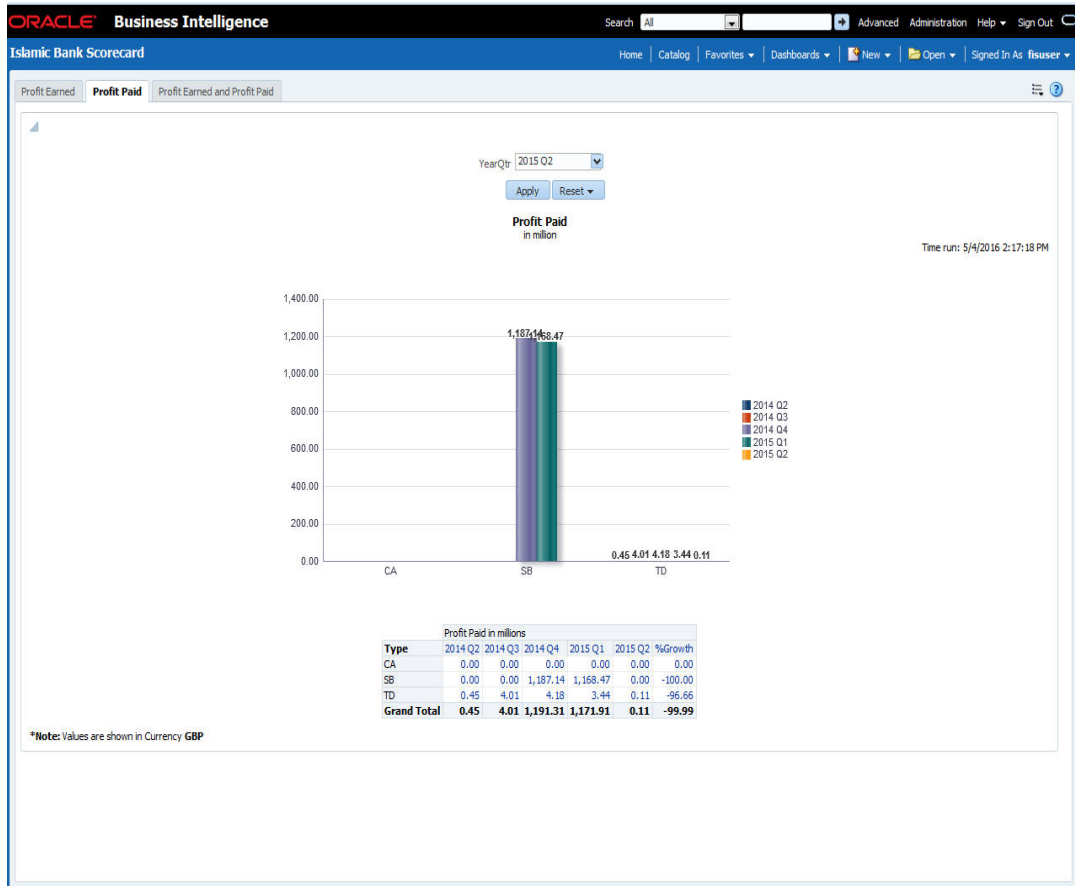 ORACLE Business Intelligence Search All Advanced Administration Help Sign Out
Islamic Bank Scorecard Home Catalog Favorites Dashboards New Open Signed In As fisuser
Profit Earned Profit Paid Profit Earned and Profit Paid
YearQtr 2015 Q2
Apply Reset
Profit Paid
in million
Time run: 5/4/2016 2:17:18 PM
1,400.00
1,200.00
1,187.14 1,168.47
1,000.00
800.00
2014 Q2
2014 Q3
2014 Q4
2015 Q1
2015 Q2
600.00
400.00
200.00
0.00
0.45 4.01 4.18 3.44 0.11
CA SB TD
Profit Paid in millions
Type 2014 Q2 2014 Q3 2014 Q4 2015 Q1 2015 Q2 %Growth
CA 0.00 0.00 0.00 0.00 0.00 0.00
SB 0.00 0.00 1,187.14 1,168.47 0.00 -100.00
TD 0.45 4.01 4.18 3.44 0.11 -96.66
Grand Total 0.45 4.01 1,191.31 1,171.91 0.11 -99.99
*Note: Values are shown in Currency GBP